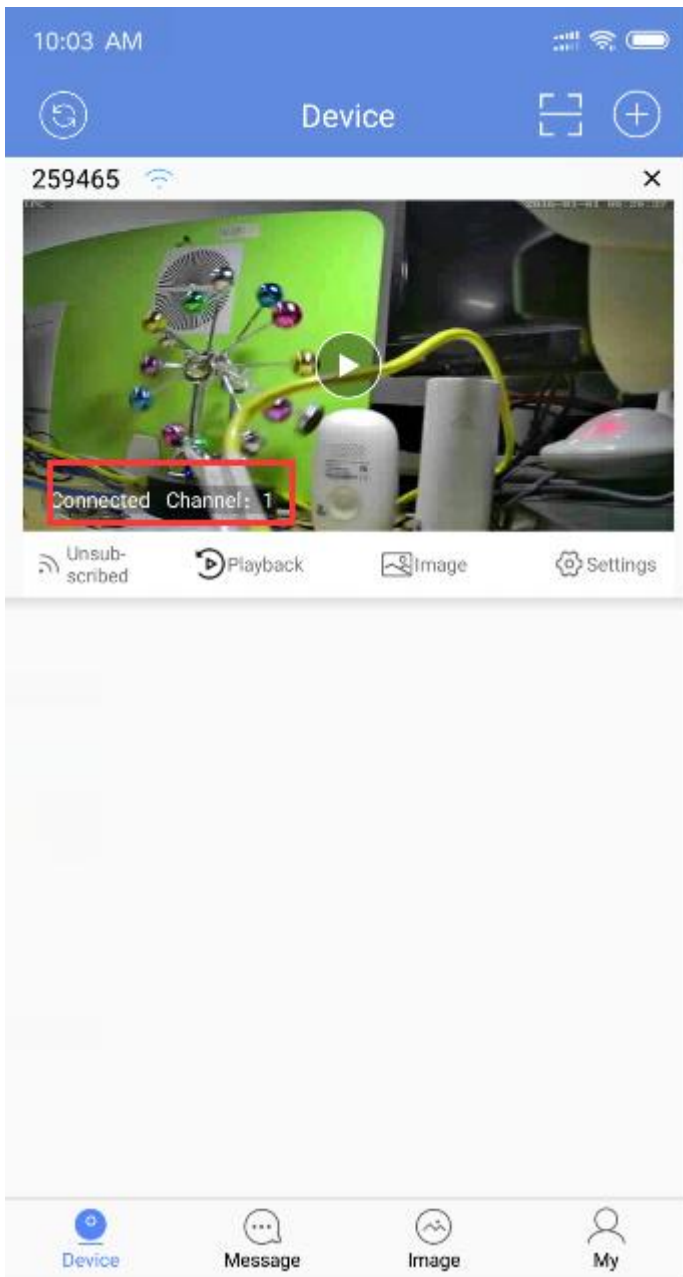 10:03 AM
Device
259465
Connected Channel: 1
Unsub-
scribed
Playback
Image
Settings
Device
Message
Image
My